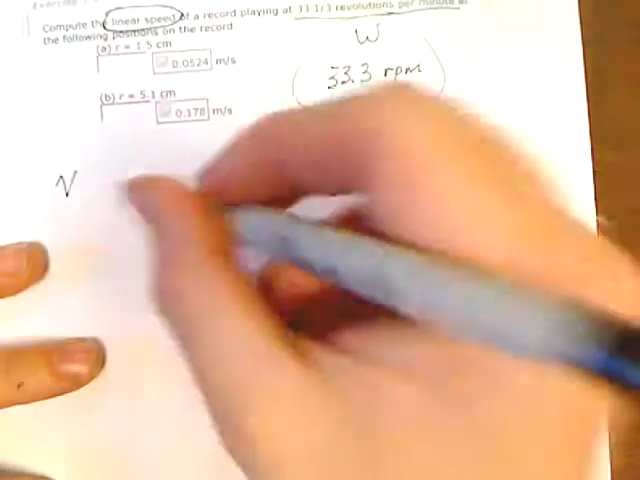 Exercise
Compute the linear speed of a record playing at 33 1/3 revolutions per minute at
the following positions on the record
(a) r = 1.5 cm
0.0524 m/s
(b) r = 5.1 cm
0.178 m/s
W
33.3 rpm
V